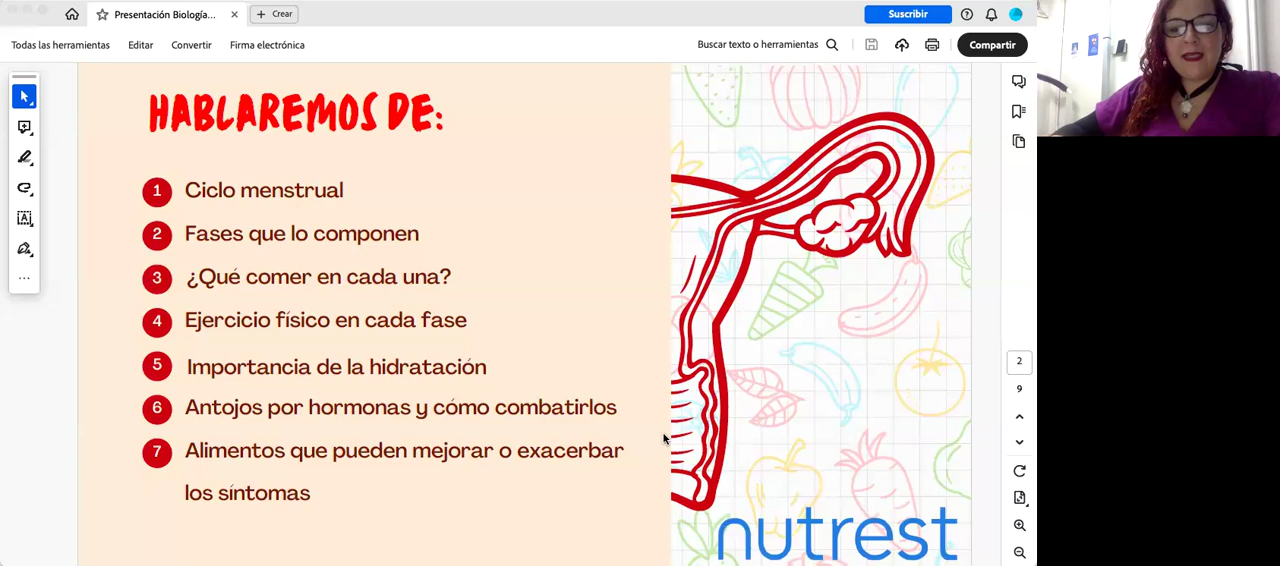 Presentación Biología...
Crear
Suscribir
Todas las herramientas
Editar
Convertir
Firma electrónica
Buscar texto o herramientas
Compartir
HABLAREMOS DE:
1 Ciclo menstrual
2 Fases que lo componen
3 ¿Qué comer en cada una?
4 Ejercicio físico en cada fase
5 Importancia de la hidratación
6 Antojos por hormonas y cómo combatirlos
7 Alimentos que pueden mejorar o exacerbar
los síntomas
nutrest
2
9